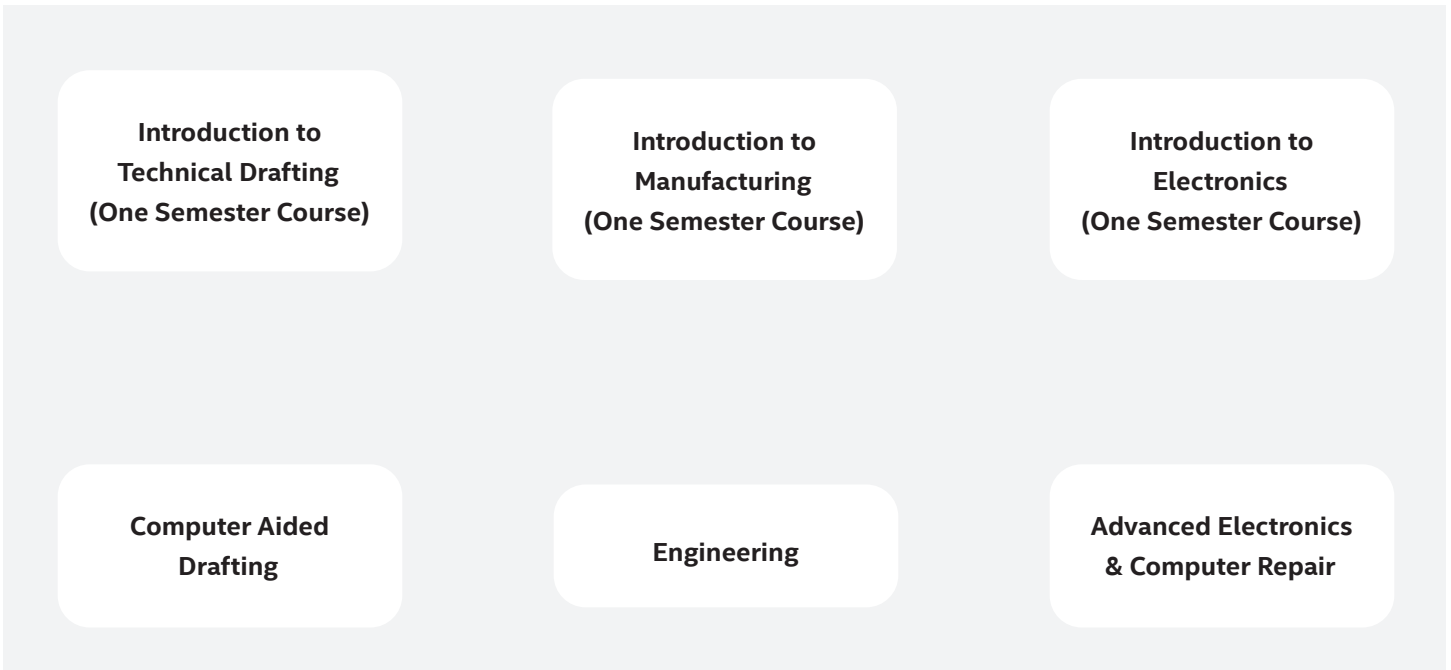 Introduction to
Technical Drafting
(One Semester Course)
Introduction to
Manufacturing
(One Semester Course)
Introduction to
Electronics
(One Semester Course)
Computer Aided
Drafting
Engineering
Advanced Electronics
& Computer Repair